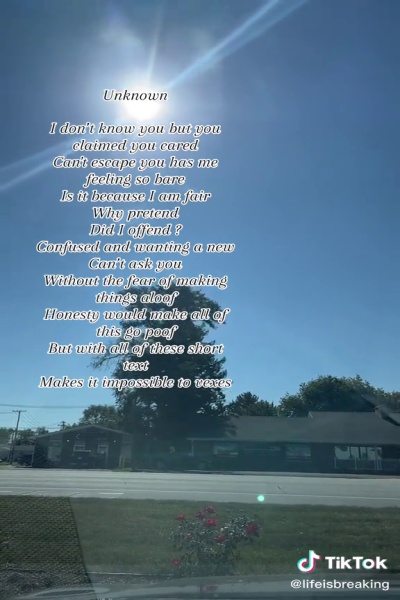 Unknown
I don't know you but you
claimed you cared
Can't escape you has me
feeling so bare
Is it because I am fair
Why pretend
Did I offend ?
Confused and wanting a new
Can't ask you
Without the fear of making
things aloof
Honesty would make all of
this go poof
But with all of these short
text
Makes it impossible to vexes
TikTok
@lifeisbreaking